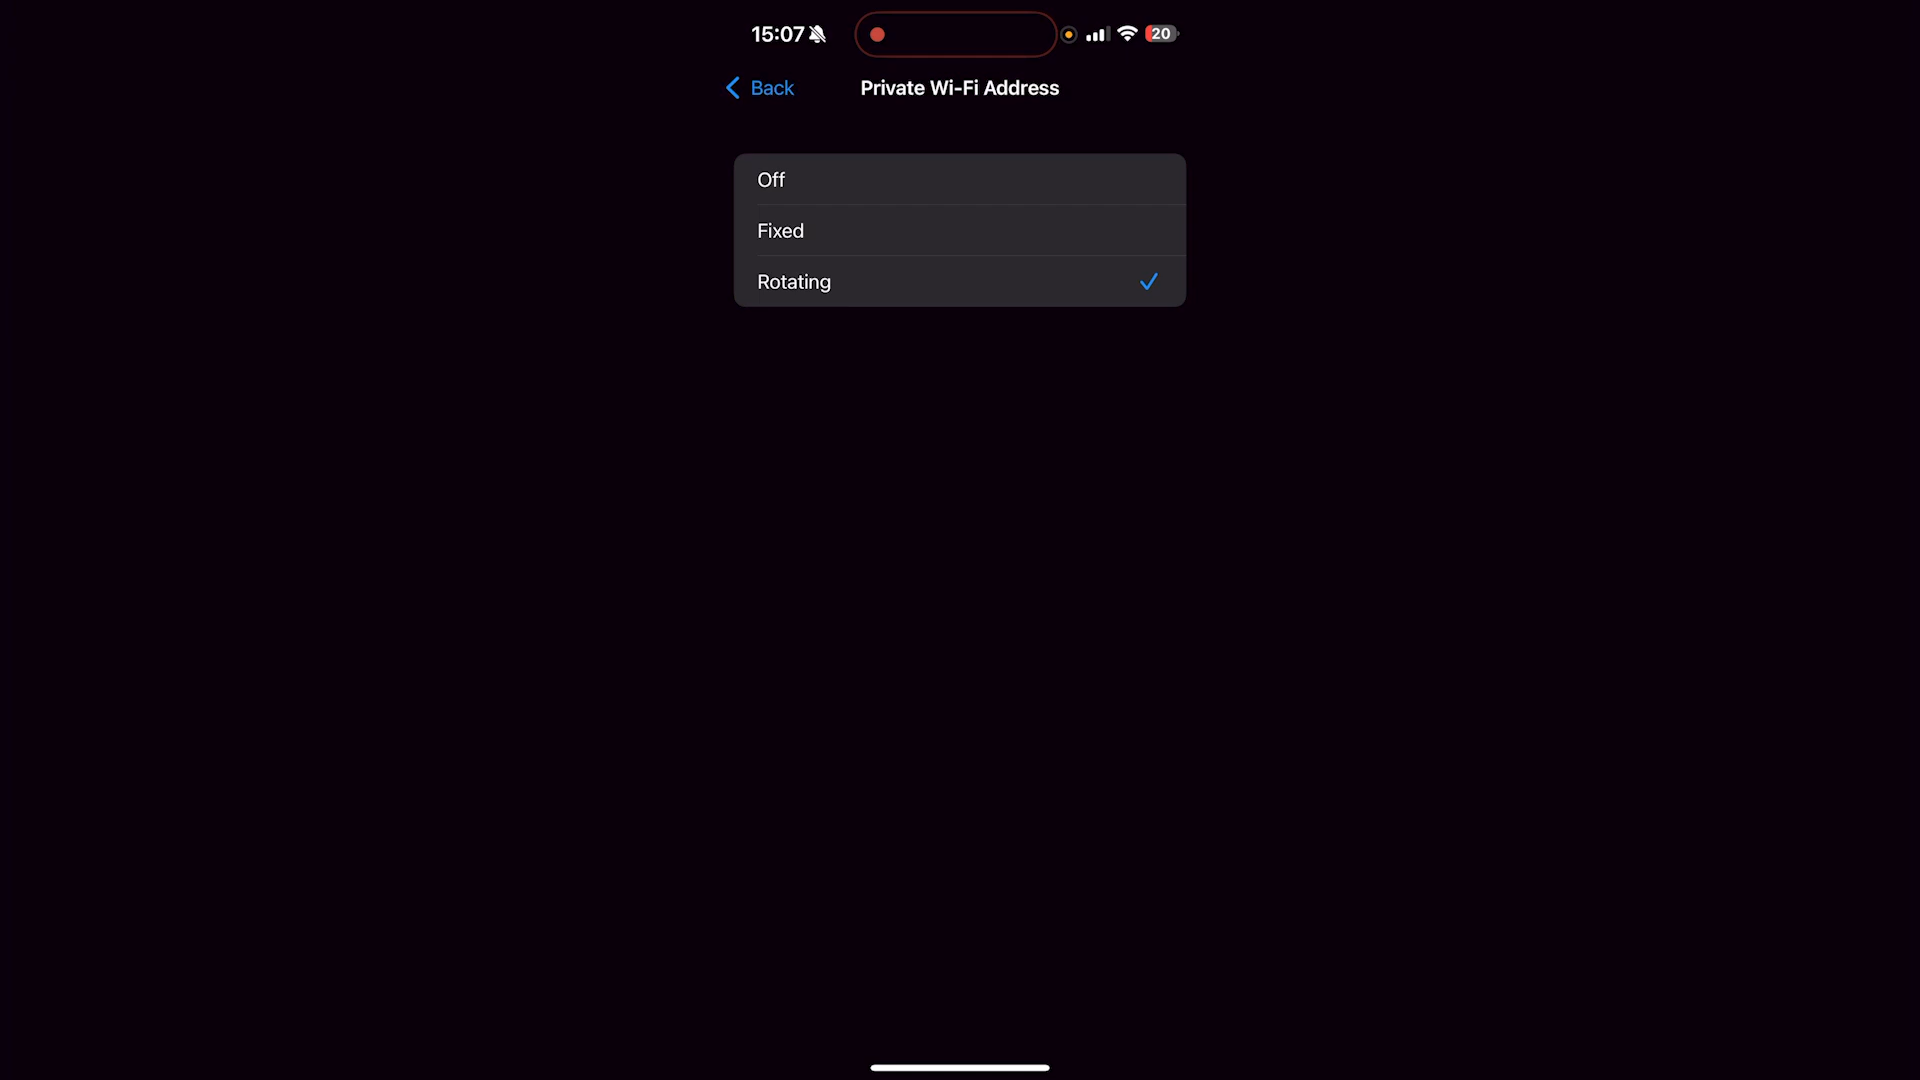 15:07
20
Back
Private Wi-Fi Address
Off
Fixed
Rotating